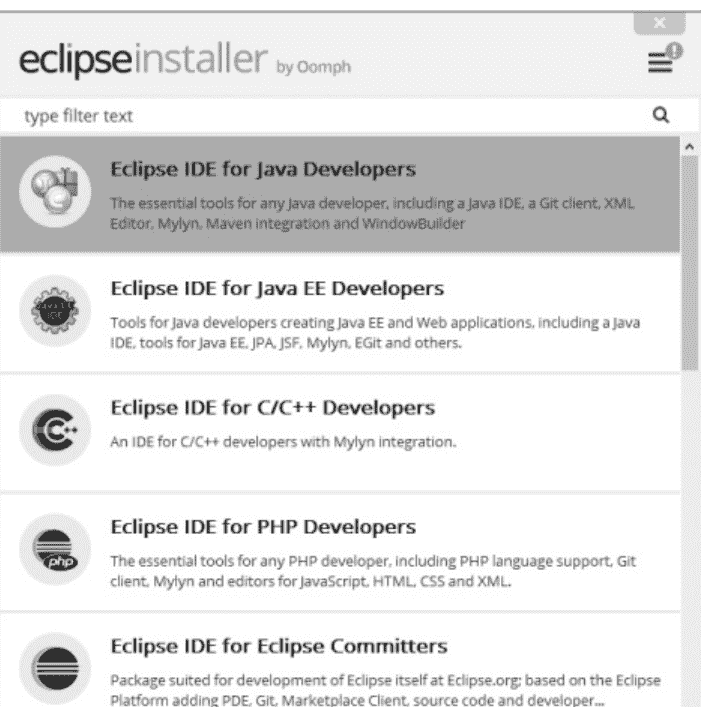 eclipseinstaller by Oomph
type filter text
Eclipse IDE for Java Developers
The essential tools for any Java developer, including a Java IDE, a Git client, XML
Editor, Mylyn, Maven integration and WindowBuilder
Eclipse IDE for Java EE Developers
Tools for Java developers creating Java EE and Web applications, including a Java
IDE, tools for Java EE, JPA, JSF, Mylyn, EGit and others.
Eclipse IDE for C/C++ Developers
An IDE for C/C++ developers with Mylyn integration.
Eclipse IDE for PHP Developers
php
The essential tools for any PHP developer, including PHP language support, Git
client, Mylyn and editors for JavaScript, HTML, CSS and XML.
Eclipse IDE for Eclipse Committers
Package suited for development of Eclipse itself at Eclipse.org; based on the Eclipse
Platform adding PDE, Git, Marketplace Client, source code and developer...